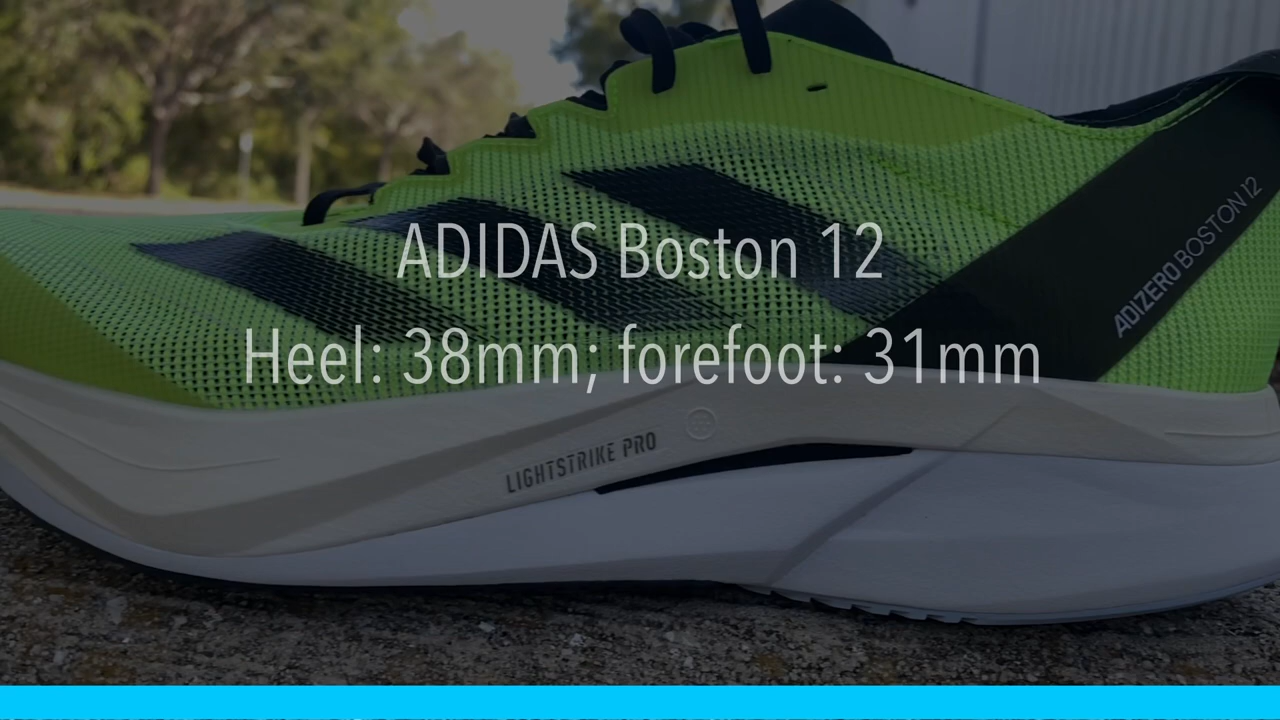 ADIDAS Boston 12
Heel: 38mm; forefoot: 31mm
ADIZERO BOSTON 12
LIGHTSTRIKE PRO